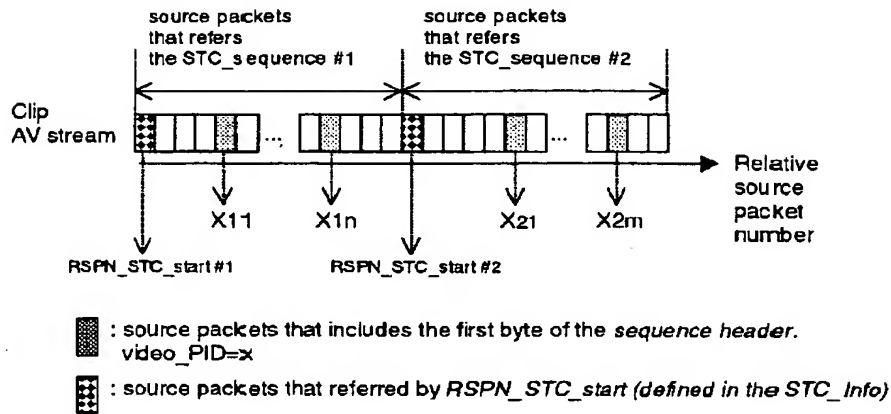 source packets
that refers
the STC_sequence #1
source packets
that refers
the STC_sequence #2
Clip
AV stream
...
...
Relative
source
packet
number
X11
X1n
X21
X2m
RSPN_STC_start #1
RSPN_STC_start #2
: source packets that includes the first byte of the sequence header.
video_PID=x
: source packets that referred by RSPN_STC_start (defined in the STC_Info)